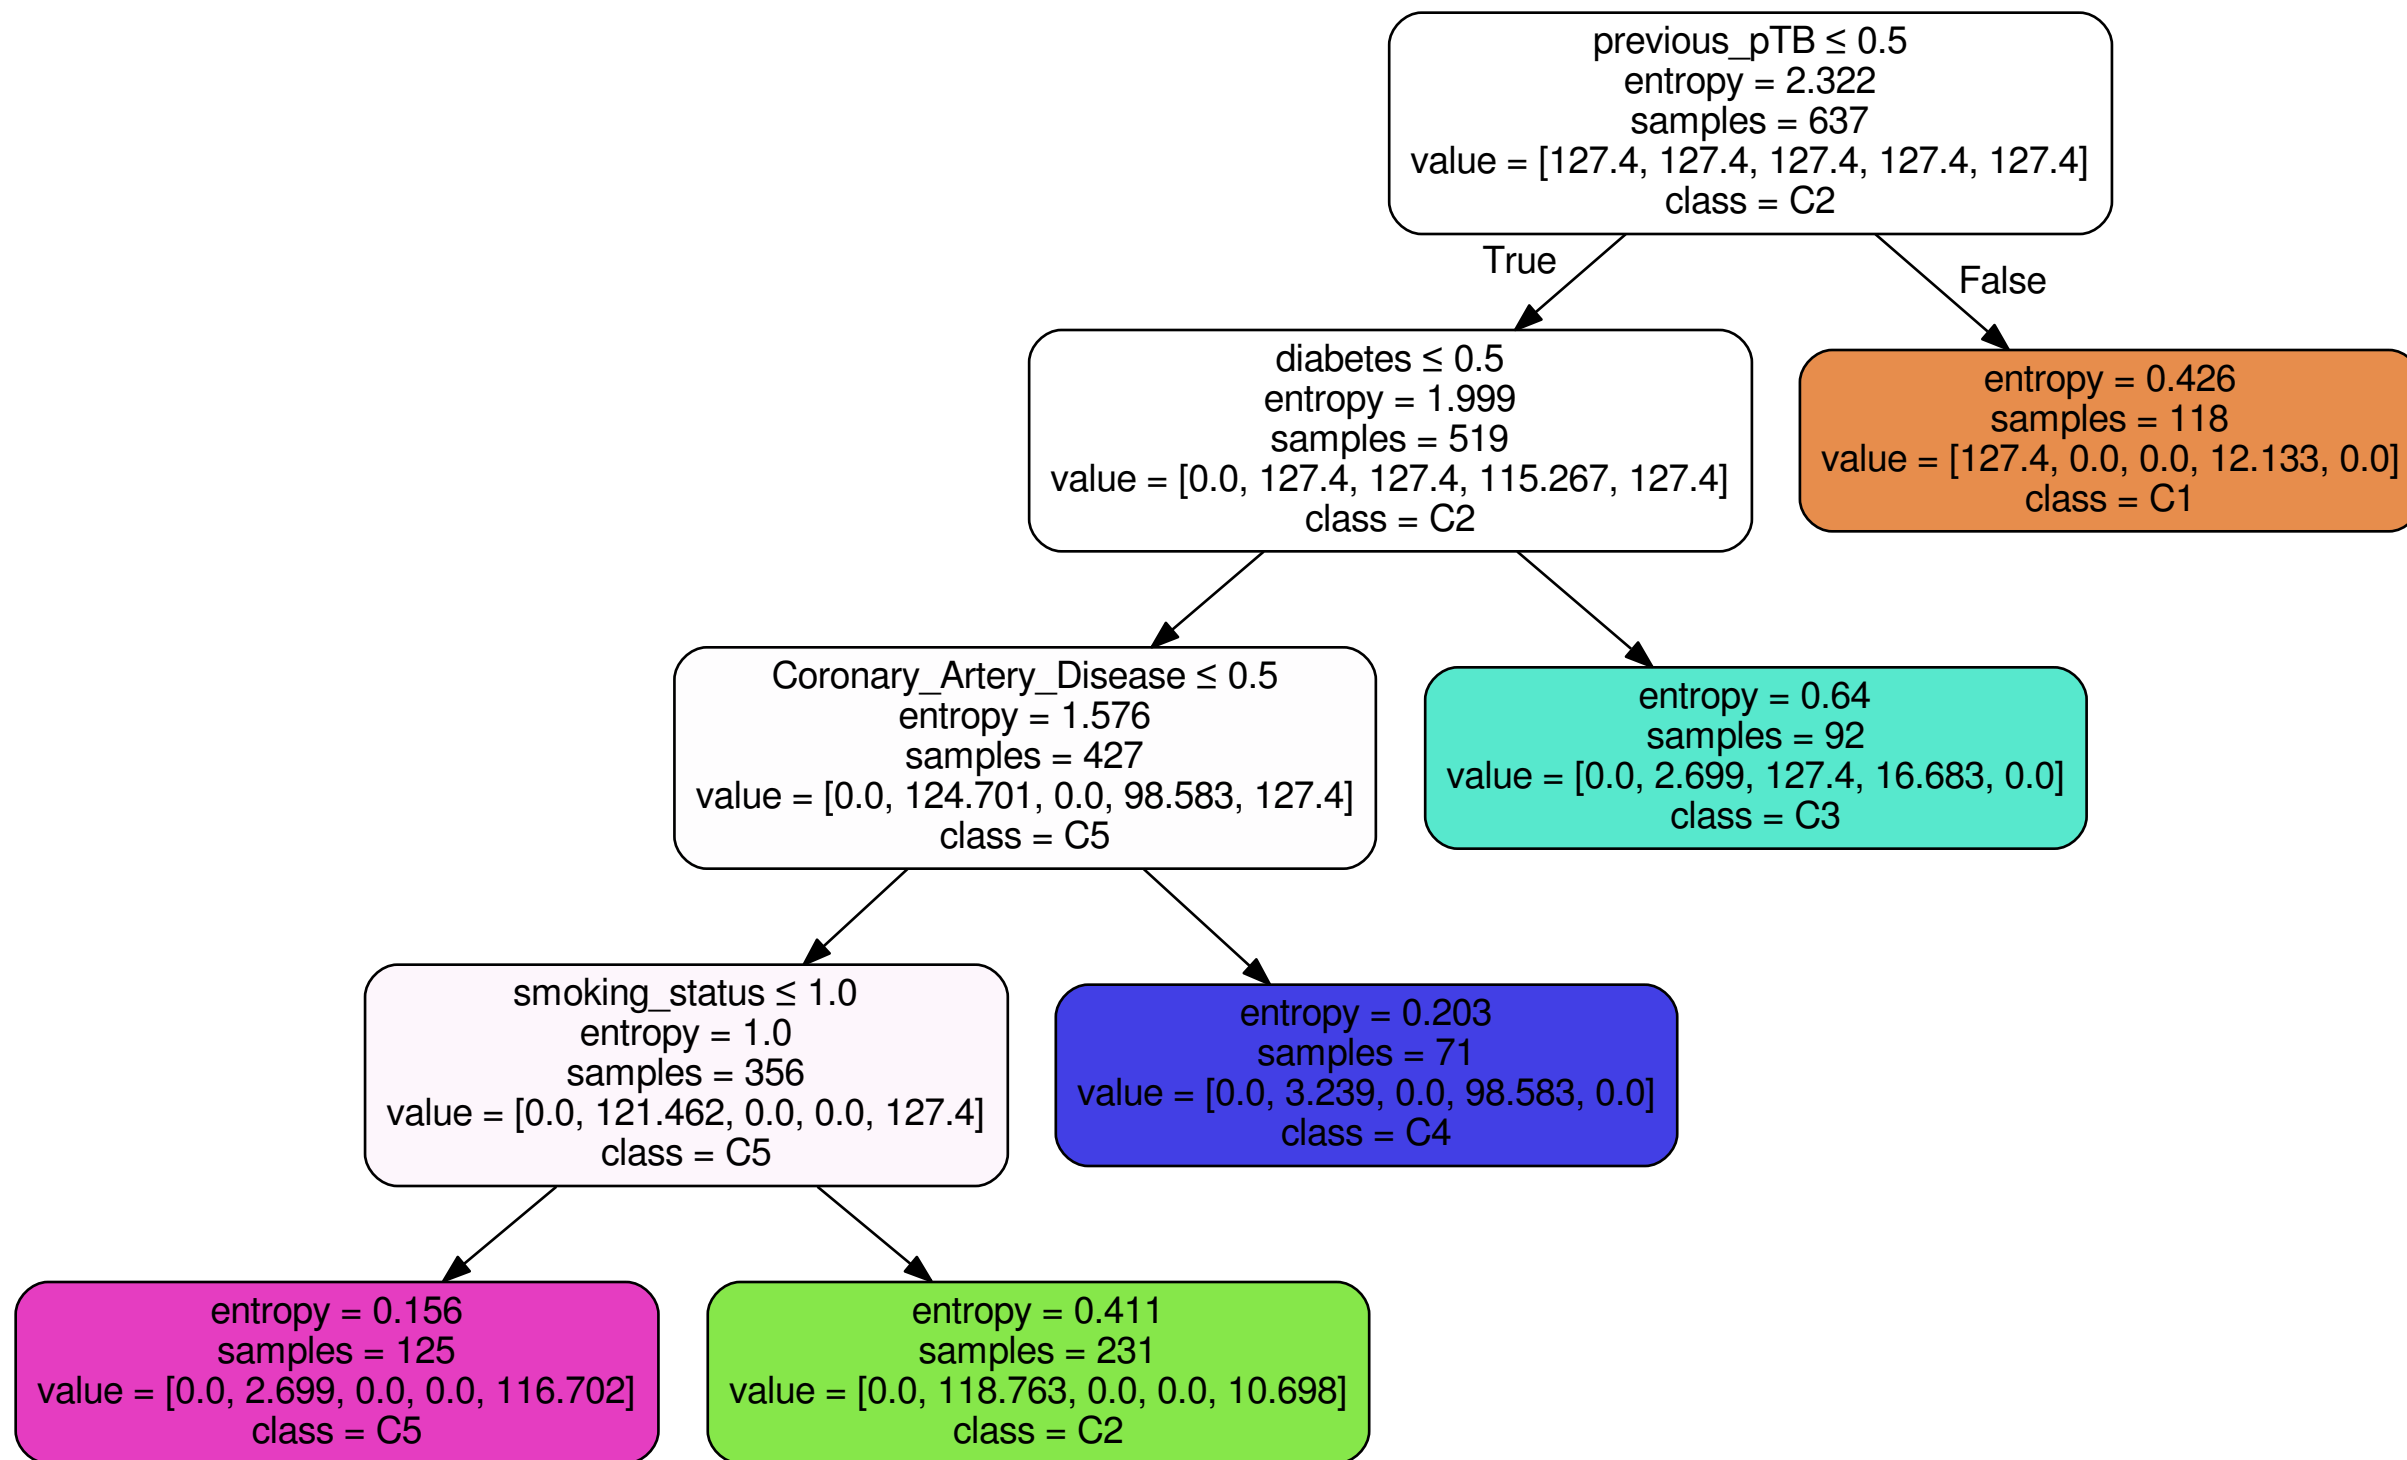 previous_pTB ≤ 0.5
entropy = 2.322
samples = 637
value = [127.4, 127.4, 127.4, 127.4, 127.4]
class = C2
True
False
diabetes ≤ 0.5
entropy = 1.999
samples = 519
value = [0.0, 127.4, 127.4, 115.267, 127.4]
class = C2
entropy = 0.426
samples = 118
value = [127.4, 0.0, 0.0, 12.133, 0.0]
class = C1
Coronary_Artery_Disease ≤ 0.5
entropy = 1.576
samples = 427
value = [0.0, 124.701, 0.0, 98.583, 127.4]
class = C5
entropy = 0.64
samples = 92
value = [0.0, 2.699, 127.4, 16.683, 0.0]
class = C3
smoking_status ≤ 1.0
entropy = 1.0
samples = 356
value = [0.0, 121.462, 0.0, 0.0, 127.4]
class = C5
entropy = 0.203
samples = 71
value = [0.0, 3.239, 0.0, 98.583, 0.0]
class = C4
entropy = 0.156
samples = 125
value = [0.0, 2.699, 0.0, 0.0, 116.702]
class = C5
entropy = 0.411
samples = 231
value = [0.0, 118.763, 0.0, 0.0, 10.698]
class = C2